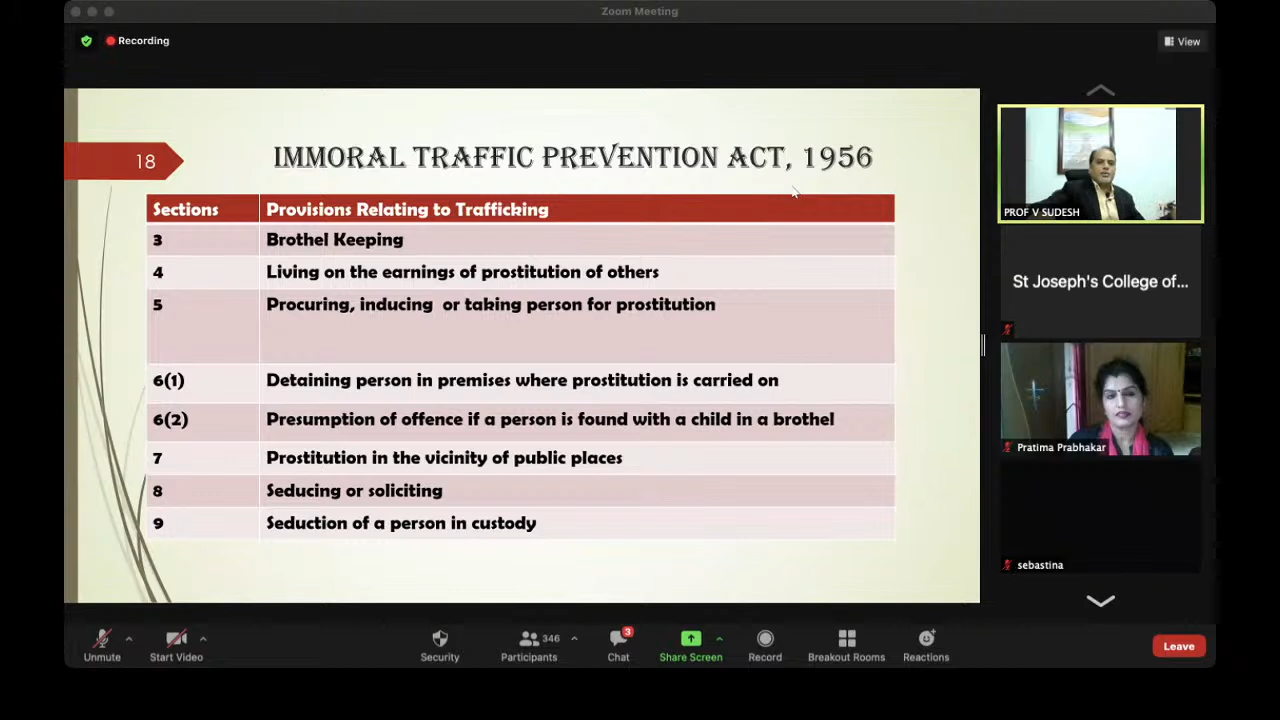 Zoom Meeting
Recording
View
18
IMMORAL TRAFFIC PREVENTION ACT, 1956
Sections Provisions Relating to Trafficking
3 Brothel Keeping
4 Living on the earnings of prostitution of others
5 Procuring, inducing or taking person for prostitution
6(1) Detaining person in premises where prostitution is carried on
6(2) Presumption of offence if a person is found with a child in a brothel
7 Prostitution in the vicinity of public places
8 Seducing or soliciting
9 Seduction of a person in custody
PROF V SUDESH
St Joseph's College of...
Pratima Prabhakar
sebastina
Unmute
Start Video
Security
346
Participants
3
Chat
Share Screen
Record
Breakout Rooms
Reactions
Leave